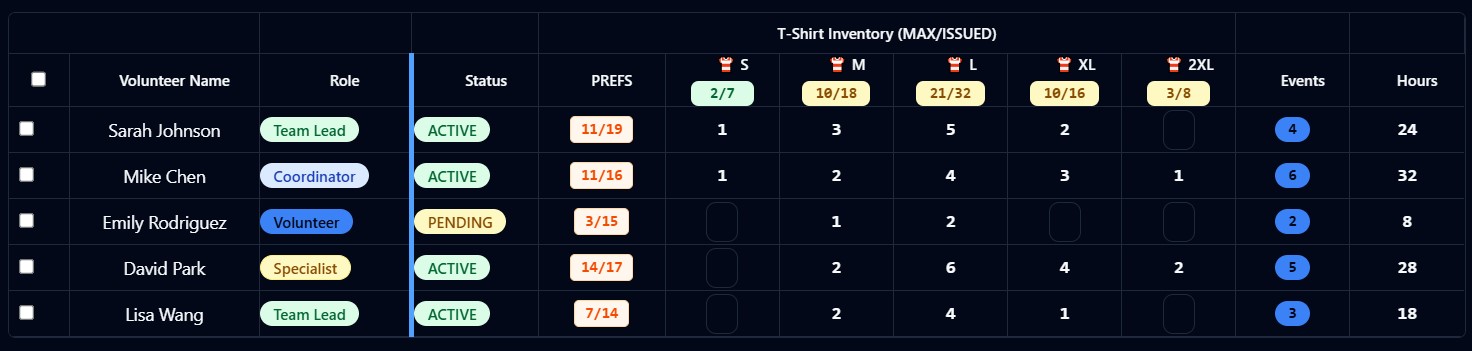 T-Shirt Inventory (MAX/ISSUED)
Volunteer Name Role Status PREFS S M L XL 2XL Events Hours
2/7 10/18 21/32 10/16 3/8
Sarah Johnson Team Lead ACTIVE 11/19 1 3 5 2 4 24
Mike Chen Coordinator ACTIVE 11/16 1 2 4 3 1 6 32
Emily Rodriguez Volunteer PENDING 3/15 1 2 2 8
David Park Specialist ACTIVE 14/17 2 6 4 2 5 28
Lisa Wang Team Lead ACTIVE 7/14 2 4 1 3 18